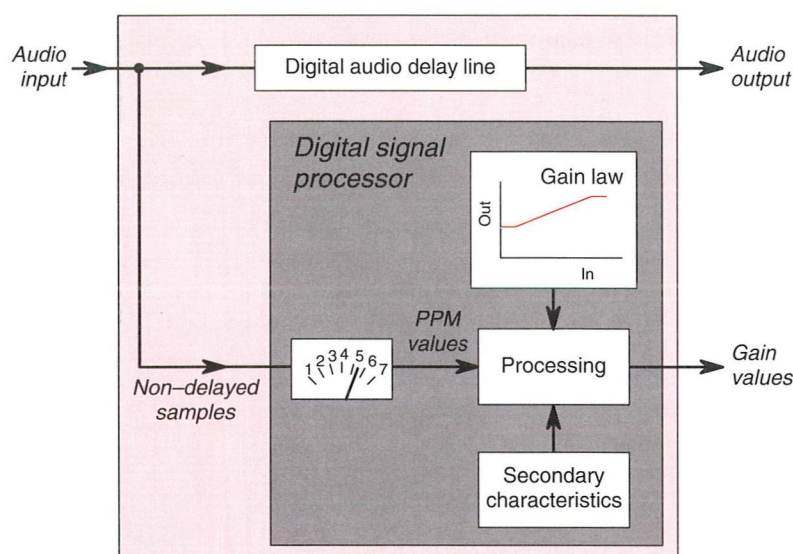 Audio
input
Digital audio delay line
Audio
output
Digital signal
processor
Gain law
Out
In
PPM
values
1 2 3 4 5 6 7
Processing
Gain
values
Non–delayed
samples
Secondary
characteristics